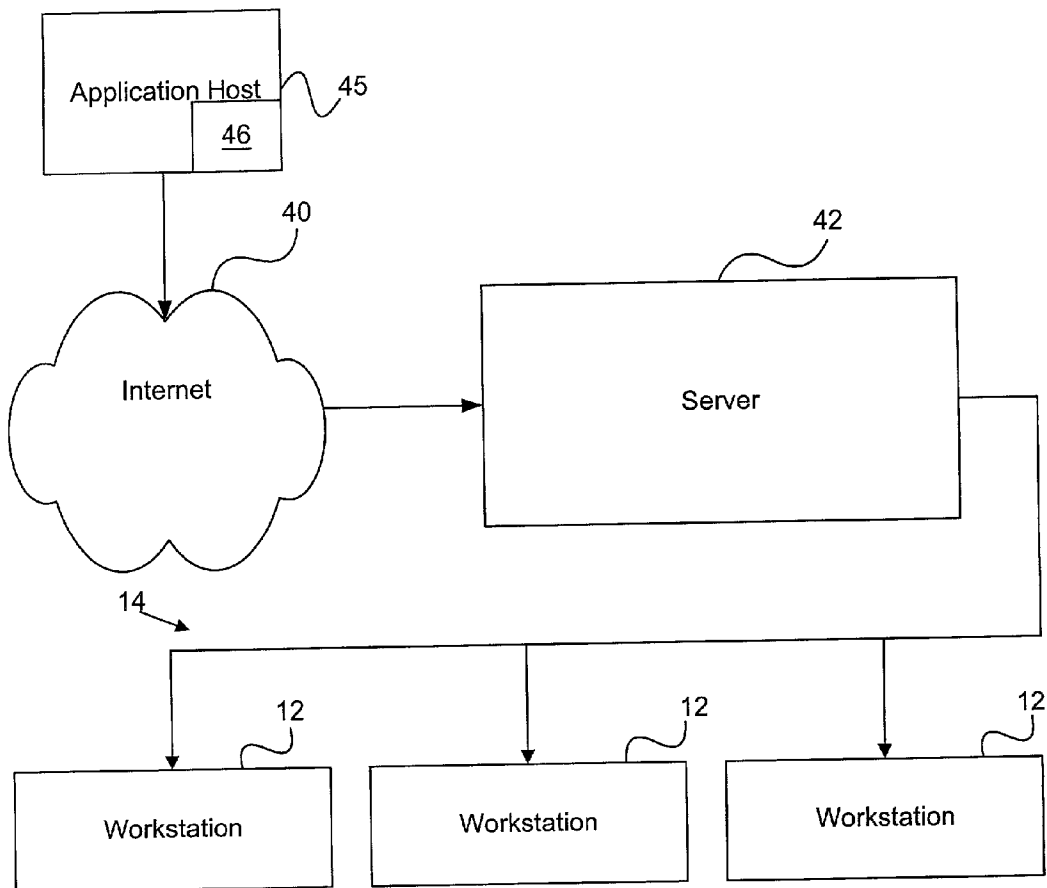 Application Host
45
46
40
42
Internet
Server
14
12
12
12
Workstation
Workstation
Workstation